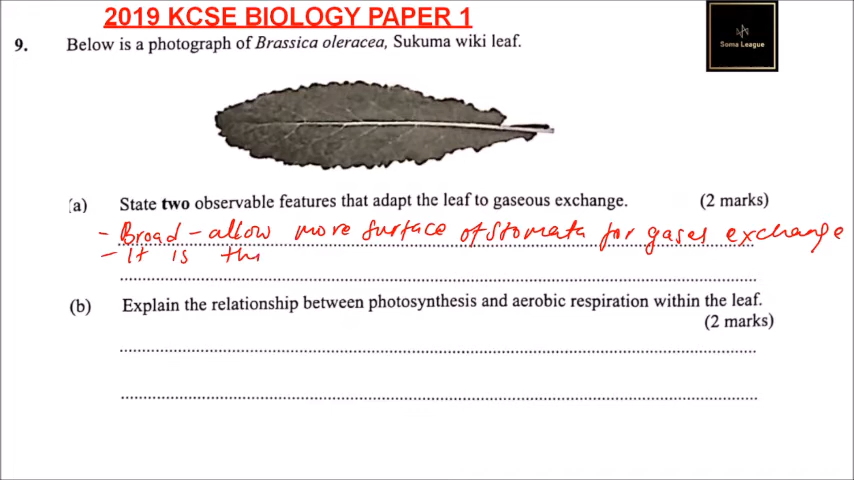 2019 KCSE BIOLOGY PAPER 1
Soma League
9. Below is a photograph of Brassica oleracea, Sukuma wiki leaf.
(a) State two observable features that adapt the leaf to gaseous exchange. (2 marks)
- Broad - allow more surface of stomata for gases exchange
- It is th
(b) Explain the relationship between photosynthesis and aerobic respiration within the leaf.
(2 marks)